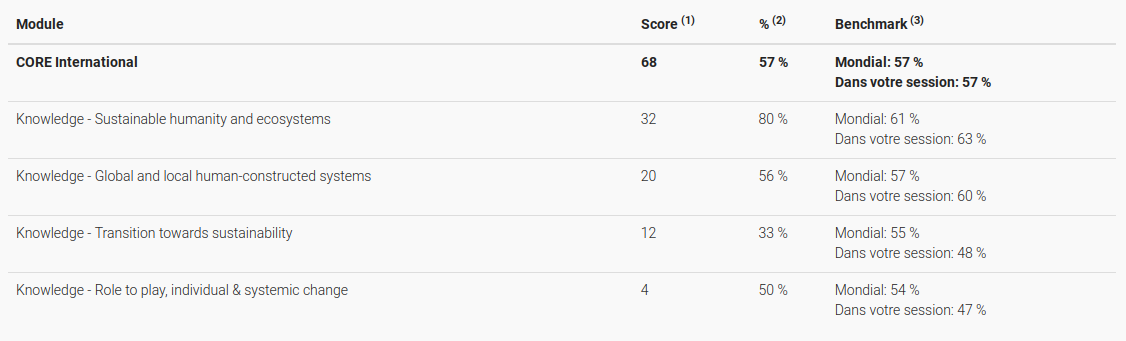 Module Score (1) % (2) Benchmark (3)
CORE International 68 57 % Mondial: 57 %
Dans votre session: 57 %
Knowledge - Sustainable humanity and ecosystems 32 80 % Mondial: 61 %
Dans votre session: 63 %
Knowledge - Global and local human-constructed systems 20 56 % Mondial: 57 %
Dans votre session: 60 %
Knowledge - Transition towards sustainability 12 33 % Mondial: 55 %
Dans votre session: 48 %
Knowledge - Role to play, individual & systemic change 4 50 % Mondial: 54 %
Dans votre session: 47 %